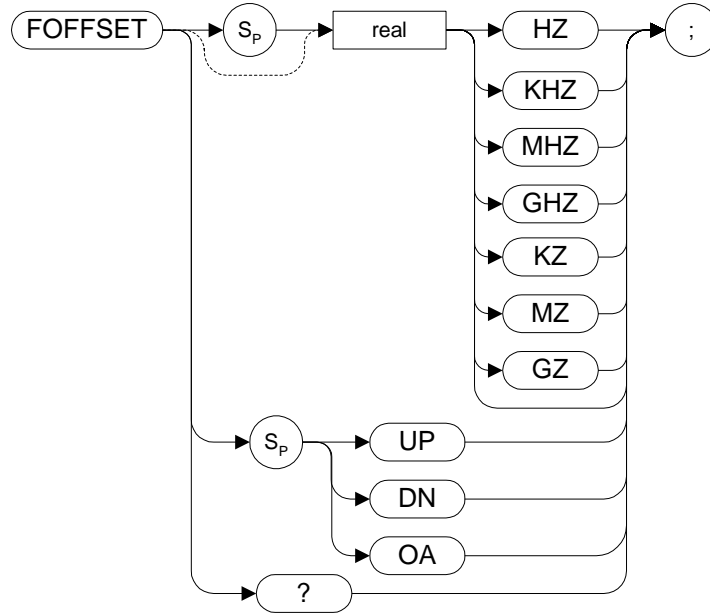 FOFFSET SP real HZ ;
KHZ
MHZ
GHZ
KZ
MZ
GZ
SP UP
DN
OA
?